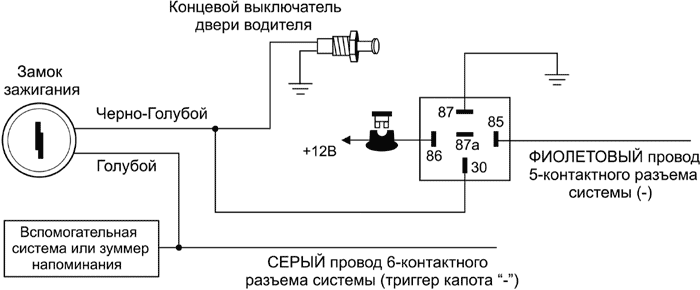 Концевой выключатель
двери водителя
Замок
зажигания
Черно-Голубой
Голубой
87
85
+12В
87а
86
30
ФИОЛЕТОВЫЙ провод
5-контактного разъема
системы (-)
Вспомогательная
система или зуммер
напоминания
СЕРЫЙ провод 6-контактного
разъема системы (триггер капота “-”)